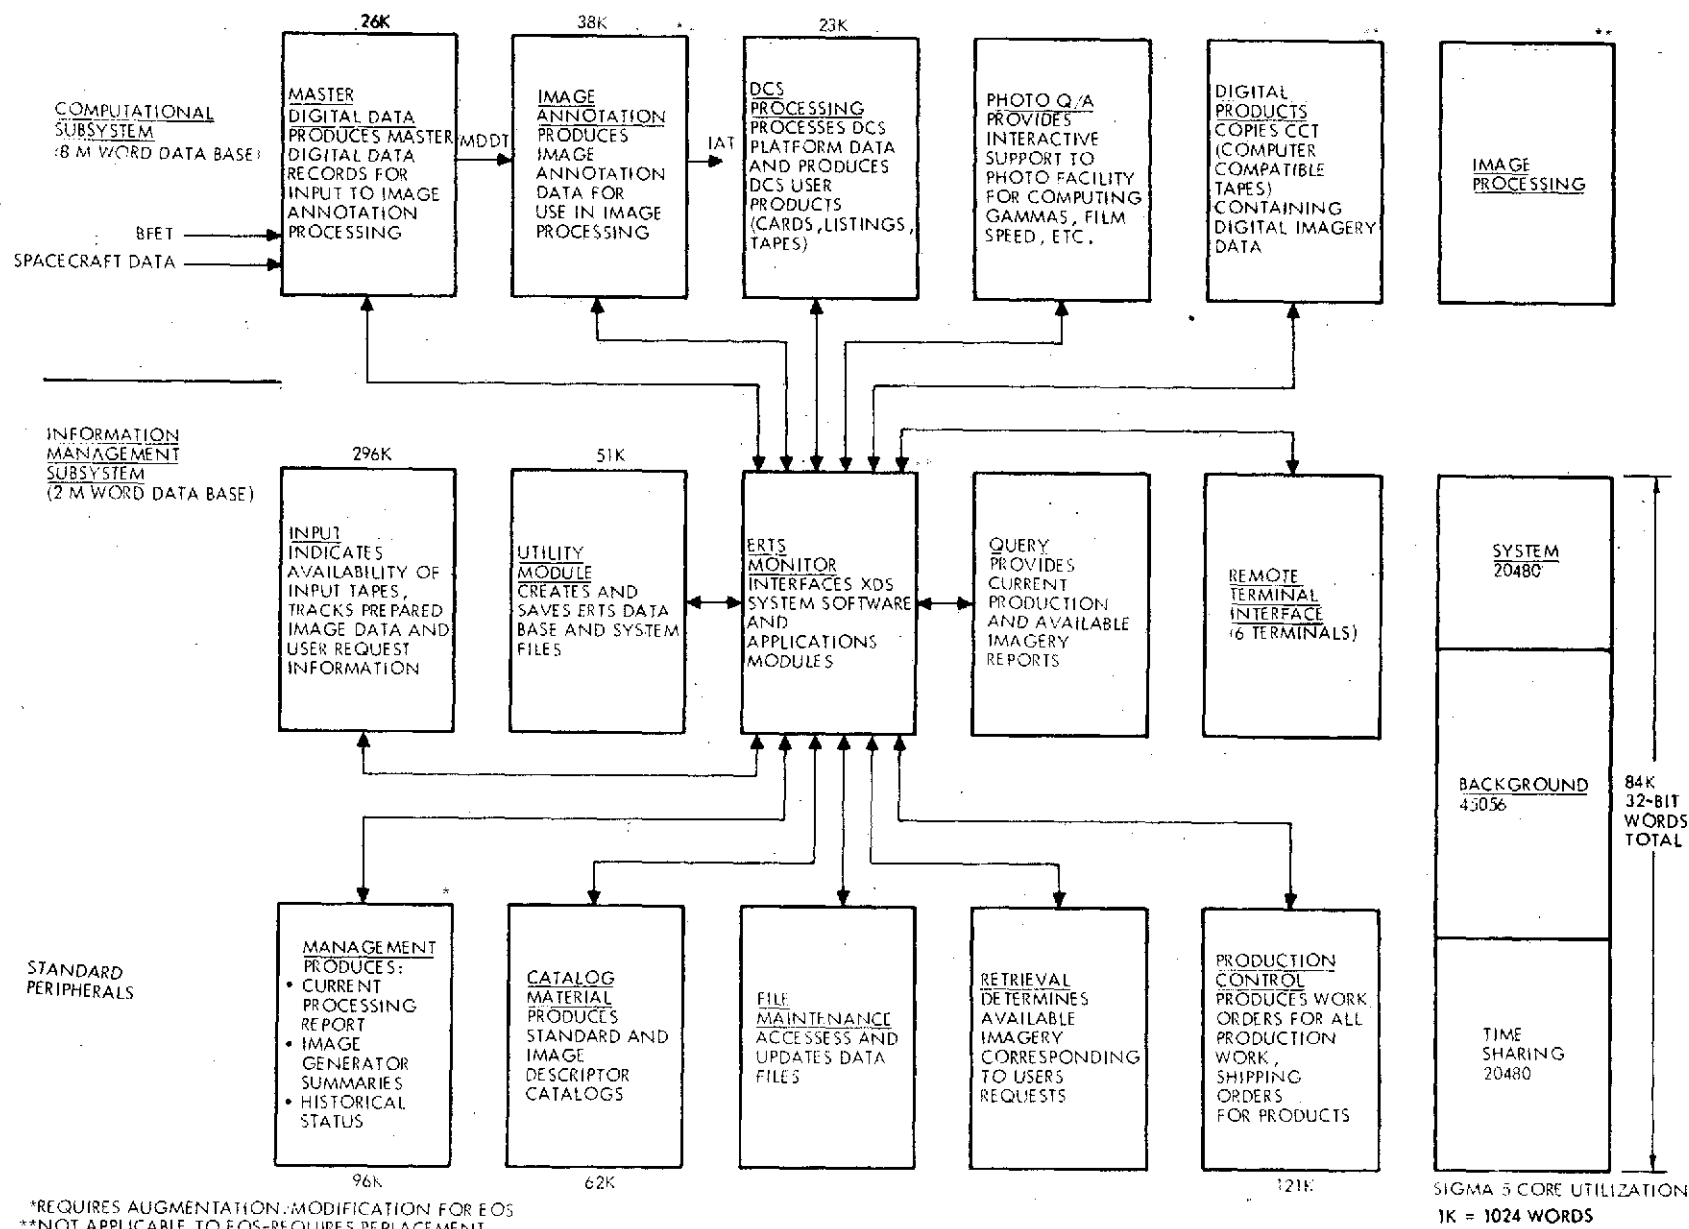 COMPUTATIONAL
SUBSYSTEM
(8 M WORD DATA BASE)
BFET
SPACECRAFT DATA
26K
MASTER
DIGITAL DATA
PRODUCES MASTER
DIGITAL DATA
RECORDS FOR
INPUT TO IMAGE
ANNOTATION
PROCESSING
MDDT
38K
*
IMAGE
ANNOTATION
PRODUCES
IMAGE
ANNOTATION
DATA FOR
USE IN IMAGE
PROCESSING
IAT
23K
DCS
PROCESSING
PROCESSES DCS
PLATFORM DATA
AND PRODUCES
DCS USER
PRODUCTS
(CARDS, LISTINGS,
TAPES)
PHOTO Q/A
PROVIDES
INTERACTIVE
SUPPORT TO
PHOTO FACILITY
FOR COMPUTING
GAMMAS, FILM
SPEED, ETC.
**
DIGITAL
PRODUCTS
COPIES CCT
(COMPUTER
COMPATIBLE
TAPES)
CONTAINING
DIGITAL IMAGERY
DATA
**
IMAGE
PROCESSING
INFORMATION
MANAGEMENT
SUBSYSTEM
(2 M WORD DATA BASE)
296K
INPUT
INDICATES
AVAILABILITY OF
INPUT TAPES,
TRACKS PREPARED
IMAGE DATA AND
USER REQUEST
INFORMATION
51K
UTILITY
MODULE
CREATES AND
SAVES ERTS DATA
BASE AND SYSTEM
FILES
ERTS
MONITOR
INTERFACES XDS
SYSTEM SOFTWARE
AND
APPLICATIONS
MODULES
QUERY
PROVIDES
CURRENT
PRODUCTION
AND AVAILABLE
IMAGERY
REPORTS
REMOTE
TERMINAL
INTERFACE
(6 TERMINALS)
SYSTEM
20480
BACKGROUND
45056
TIME
SHARING
20480
84K
32-BIT
WORDS
TOTAL
STANDARD
PERIPHERALS
*
MANAGEMENT
PRODUCES:
• CURRENT
PROCESSING
REPORT
• IMAGE
GENERATOR
SUMMARIES
• HISTORICAL
STATUS
96K
CATALOG
MATERIAL
PRODUCES
STANDARD AND
IMAGE
DESCRIPTOR
CATALOGS
62K
FILE
MAINTENANCE
ACCESSESS AND
UPDATES DATA
FILES
RETRIEVAL
DETERMINES
AVAILABLE
IMAGERY
CORRESPONDING
TO USERS
REQUESTS
PRODUCTION
CONTROL
PRODUCES WORK
ORDERS FOR ALL
PRODUCTION
WORK,
SHIPPING
ORDERS
FOR PRODUCTS
121K
SIGMA 5 CORE UTILIZATION
1K = 1024 WORDS
*REQUIRES AUGMENTATION/MODIFICATION FOR EOS
**NOT APPLICABLE TO EOS-REQUIRES REPLACEMENT